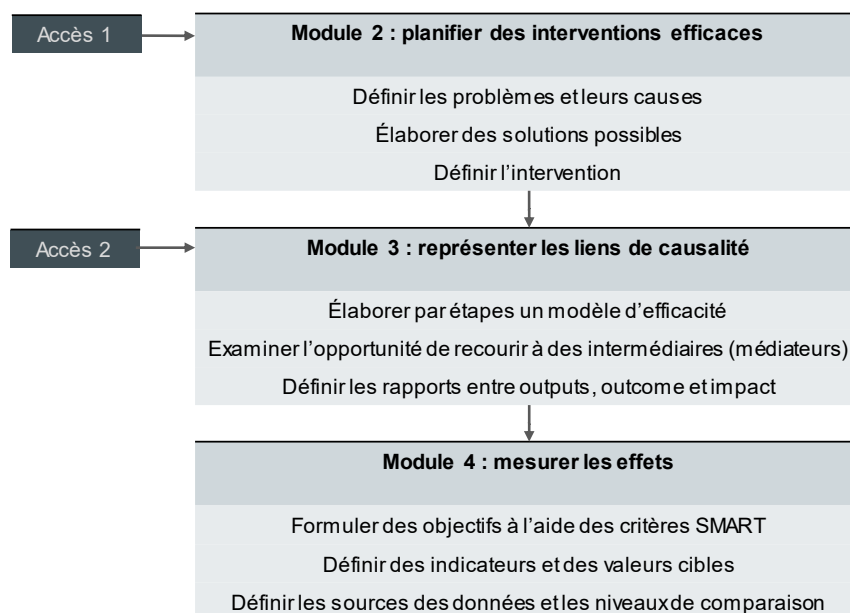 Accès 1
Module 2 : planifier des interventions efficaces
Définir les problèmes et leurs causes
Élaborer des solutions possibles
Définir l'intervention
Accès 2
Module 3 : représenter les liens de causalité
Élaborer par étapes un modèle d'efficacité
Examiner l'opportunité de recourir à des intermédiaires (médiateurs)
Définir les rapports entre outputs, outcome et impact
Module 4 : mesurer les effets
Formuler des objectifs à l'aide des critères SMART
Définir des indicateurs et des valeurs cibles
Définir les sources des données et les niveaux de comparaison